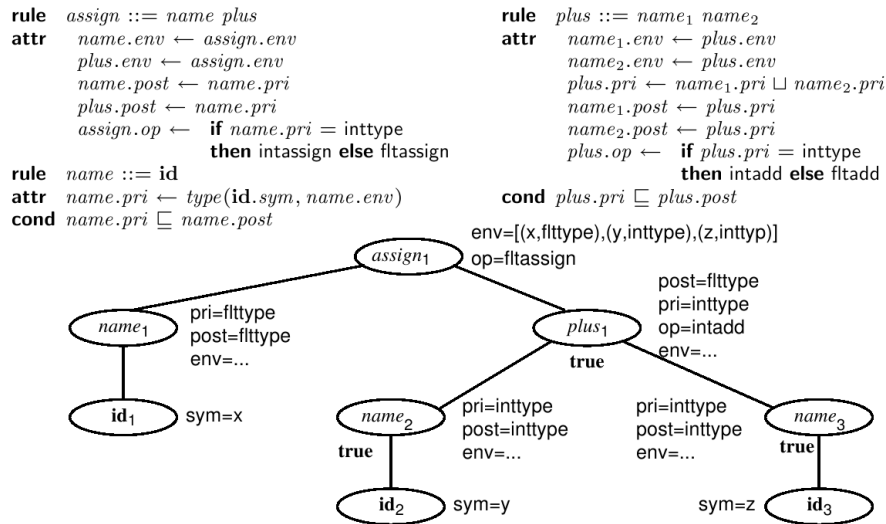 rule assign ::= name plus
attr name.env ← assign.env
plus.env ← assign.env
name.post ← name.pri
plus.post ← name.pri
assign.op ← if name.pri = inttype
then intassign else fltassign
rule name ::= id
attr name.pri ← type(id.sym, name.env)
cond name.pri ⊑ name.post
rule plus ::= name₁ name₂
attr name₁.env ← plus.env
name₂.env ← plus.env
plus.pri ← name₁.pri ⊔ name₂.pri
name₁.post ← plus.pri
name₂.post ← plus.pri
plus.op ← if plus.pri = inttype
then intadd else fltadd
cond plus.pri ⊑ plus.post
env=[(x,flttype),(y,inttype),(z,inttyp)]
assign₁ op=fltassign
name₁
pri=flttype
post=flttype
env=...
plus₁
true
post=flttype
pri=inttype
op=intadd
env=...
id₁ sym=x
name₂
true
pri=inttype
post=inttype
env=...
pri=inttype
post=inttype
env=...
name₃
true
id₂ sym=y
sym=z id₃